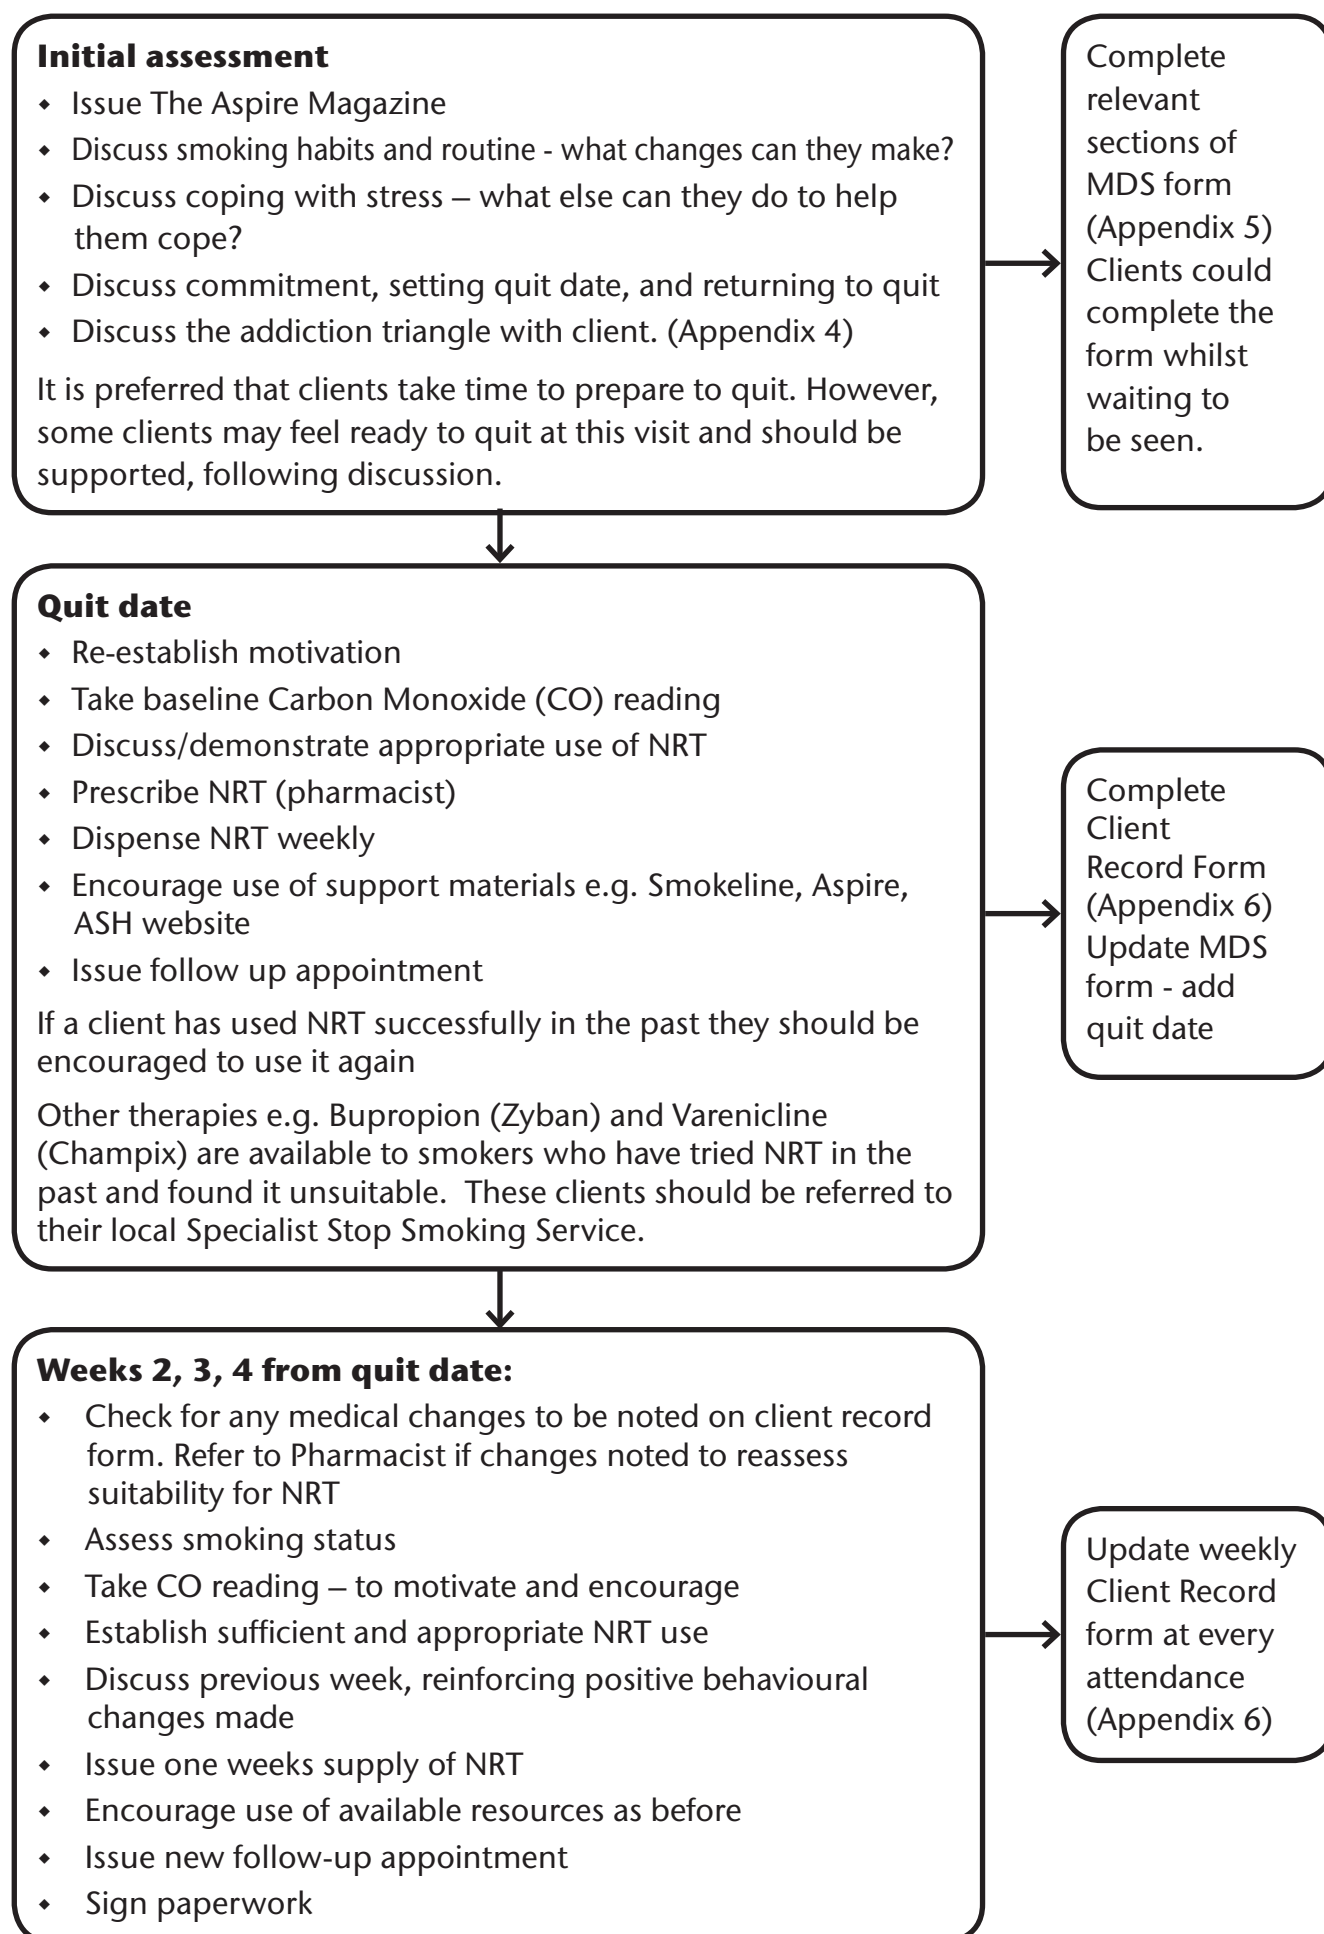 Initial assessment
◆ Issue The Aspire Magazine
◆ Discuss smoking habits and routine - what changes can they make?
◆ Discuss coping with stress – what else can they do to help
them cope?
◆ Discuss commitment, setting quit date, and returning to quit
◆ Discuss the addiction triangle with client. (Appendix 4)
It is preferred that clients take time to prepare to quit. However,
some clients may feel ready to quit at this visit and should be
supported, following discussion.
Complete
relevant
sections of
MDS form
(Appendix 5)
Clients could
complete the
form whilst
waiting to
be seen.
Quit date
◆ Re-establish motivation
◆ Take baseline Carbon Monoxide (CO) reading
◆ Discuss/demonstrate appropriate use of NRT
◆ Prescribe NRT (pharmacist)
◆ Dispense NRT weekly
◆ Encourage use of support materials e.g. Smokeline, Aspire,
ASH website
◆ Issue follow up appointment
If a client has used NRT successfully in the past they should be
encouraged to use it again
Other therapies e.g. Bupropion (Zyban) and Varenicline
(Champix) are available to smokers who have tried NRT in the
past and found it unsuitable.  These clients should be referred to
their local Specialist Stop Smoking Service.
Complete
Client
Record Form
(Appendix 6)
Update MDS
form - add
quit date
Weeks 2, 3, 4 from quit date:
◆ Check for any medical changes to be noted on client record
form. Refer to Pharmacist if changes noted to reassess
suitability for NRT
◆ Assess smoking status
◆ Take CO reading – to motivate and encourage
◆ Establish sufficient and appropriate NRT use
◆ Discuss previous week, reinforcing positive behavioural
changes made
◆ Issue one weeks supply of NRT
◆ Encourage use of available resources as before
◆ Issue new follow-up appointment
◆ Sign paperwork
Update weekly
Client Record
form at every
attendance
(Appendix 6)